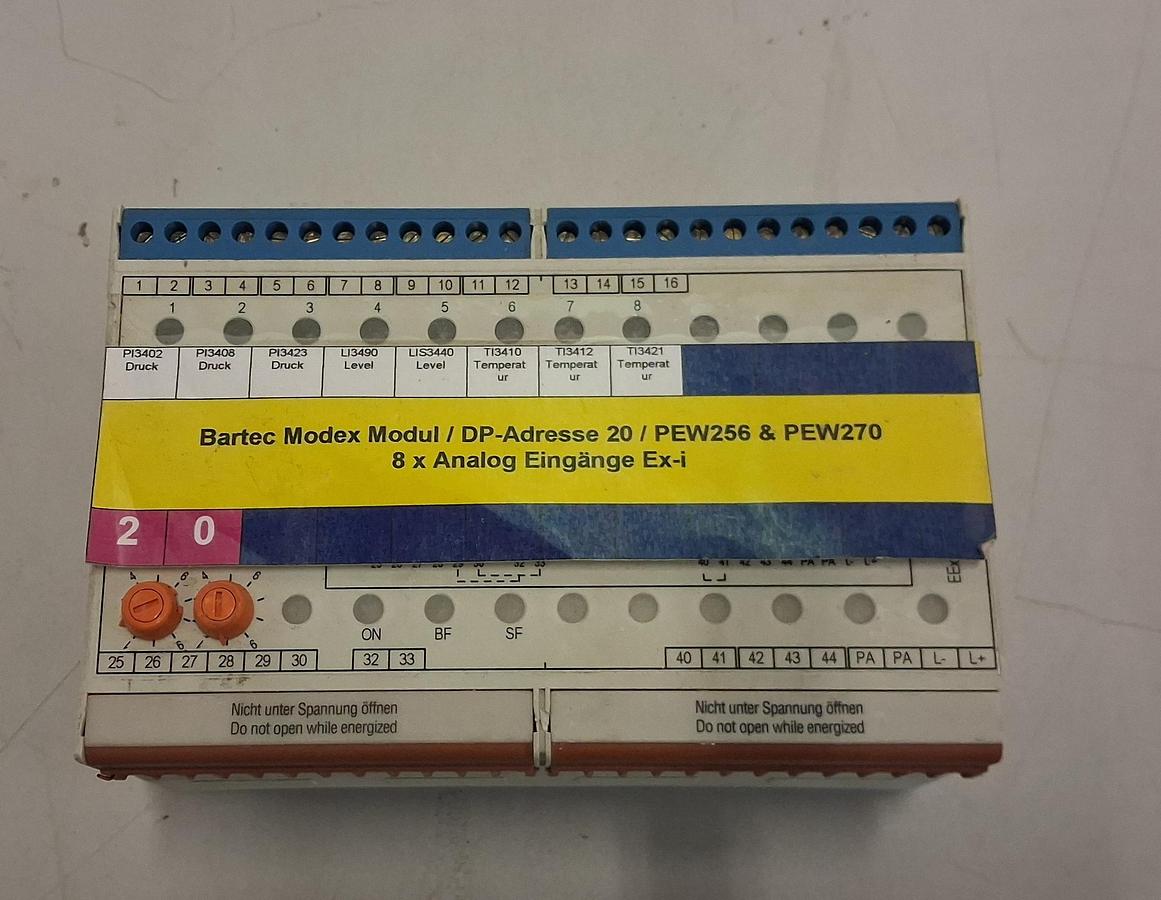 1 2 3 4 5 6 7 8 9 10 11 12 13 14 15 16
1 2 3 4 5 6 7 8
PI3402 PI3408 PI3423 LI3490 LIS3440 TI3410 TI3412 TI3421
Druck Druck Druck Level Level Temperat Temperat Temperat
ur ur ur
Bartec Modex Modul / DP-Adresse 20 / PEW256 & PEW270
8 x Analog Eingänge Ex-i
2 0
EEx
ON BF SF
25 26 27 28 29 30 32 33 40 41 42 43 44 PA PA L- L+
Nicht unter Spannung öffnen Nicht unter Spannung öffnen
Do not open while energized Do not open while energized